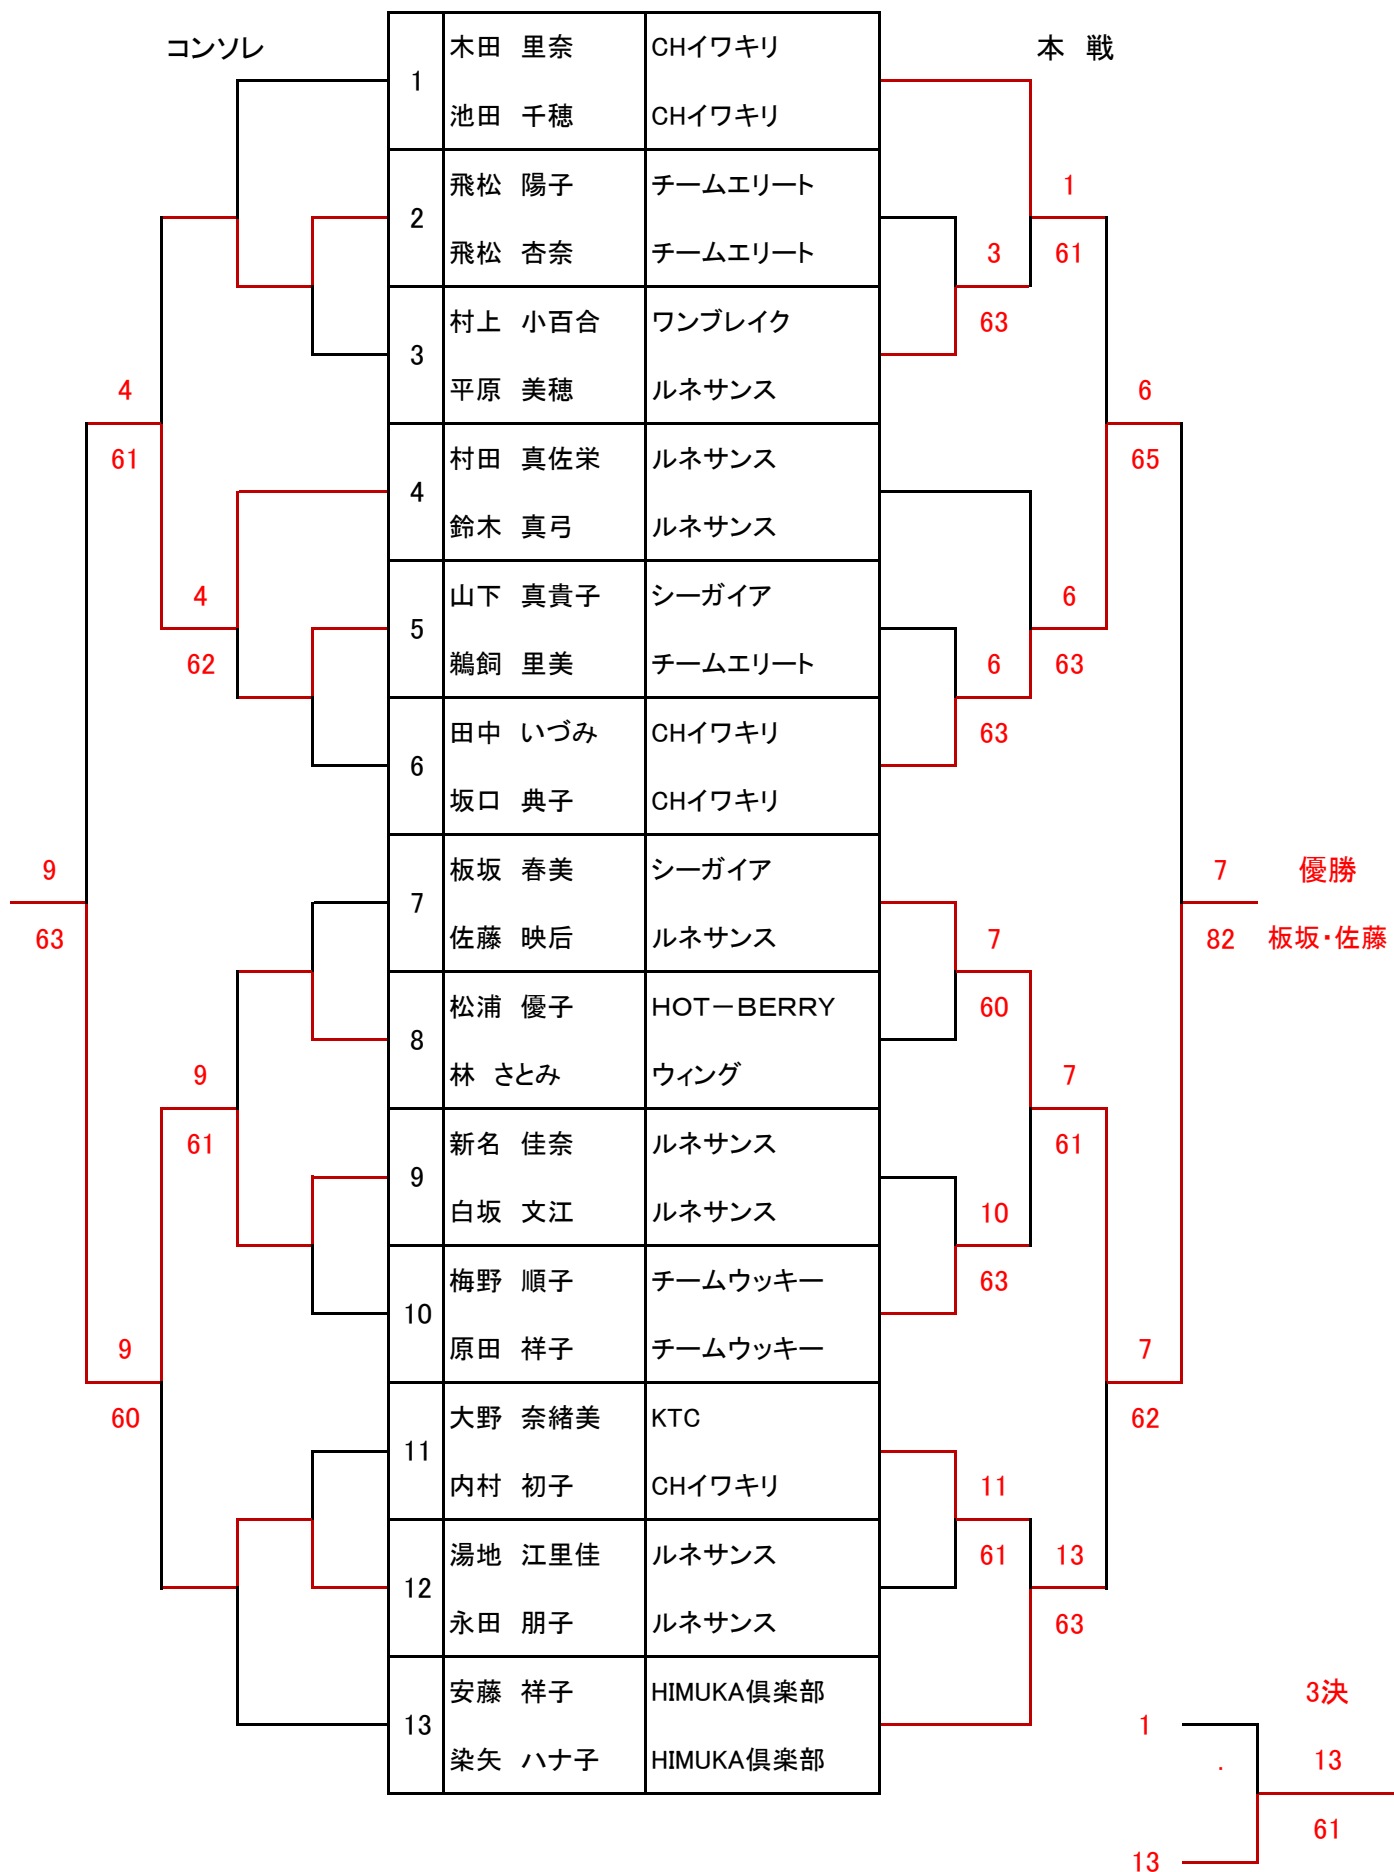 コンソレ
本 戦
1
木田 里奈 CHイワキリ
池田 千穂 CHイワキリ
2
飛松 陽子 チームエリート
飛松 杏奈 チームエリート
3
村上 小百合 ワンブレイク
平原 美穂 ルネサンス
4
村田 真佐栄 ルネサンス
鈴木 真弓 ルネサンス
5
山下 真貴子 シーガイア
鵜飼 里美 チームエリート
6
田中 いづみ CHイワキリ
坂口 典子 CHイワキリ
7
板坂 春美 シーガイア
佐藤 映后 ルネサンス
8
松浦 優子 HOT－BERRY
林 さとみ ウィング
9
新名 佳奈 ルネサンス
白坂 文江 ルネサンス
10
梅野 順子 チームウッキー
原田 祥子 チームウッキー
11
大野 奈緒美 KTC
内村 初子 CHイワキリ
12
湯地 江里佳 ルネサンス
永田 朋子 ルネサンス
13
安藤 祥子 HIMUKA倶楽部
染矢 ハナ子 HIMUKA倶楽部
4
61
4
62
9
63
9
61
9
60
1
61
3
63
6
65
6
63
6
63
7 優勝
82 板坂・佐藤
7
60
7
61
10
63
7
62
11
61
13
63
3決
1
.
13
61
13